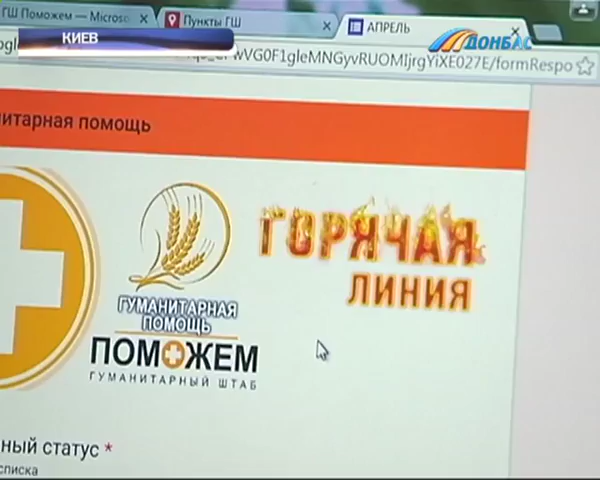 ГШ Поможем — Microso
Пункты ГШ
АПРЕЛЬ
КИЕВ
ДОНБАС
wVG0F1gleMNGyvRUOMIjrgYiXE027E/formRespo
итарная помощь
ГОРЯЧАЯ
ЛИНИЯ
ГУМАНИТАРНАЯ
ПОМОЩЬ
ПОМОЖЕМ
ГУМАНИТАРНЫЙ ШТАБ
ный статус *
списка